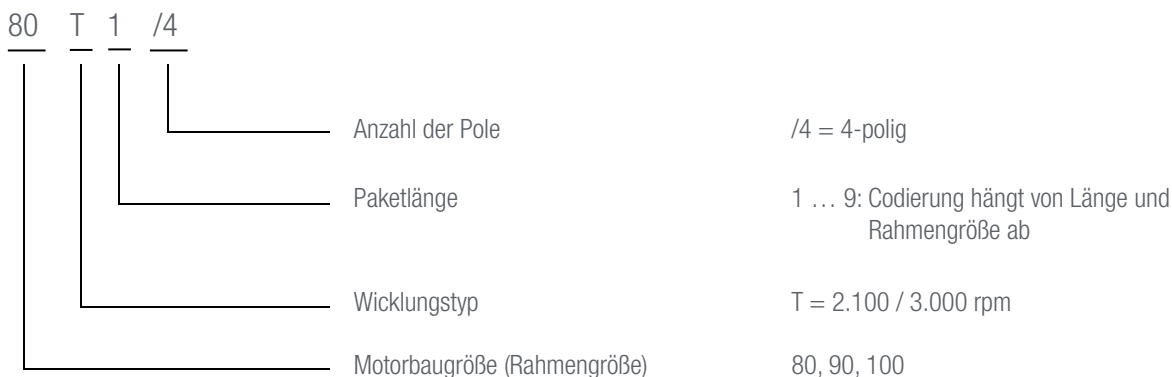 80 T 1 /4
Anzahl der Pole /4 = 4-polig
Paketlänge 1 … 9: Codierung hängt von Länge und
Rahmengröße ab
Wicklungstyp T = 2.100 / 3.000 rpm
Motorbaugröße (Rahmengröße) 80, 90, 100